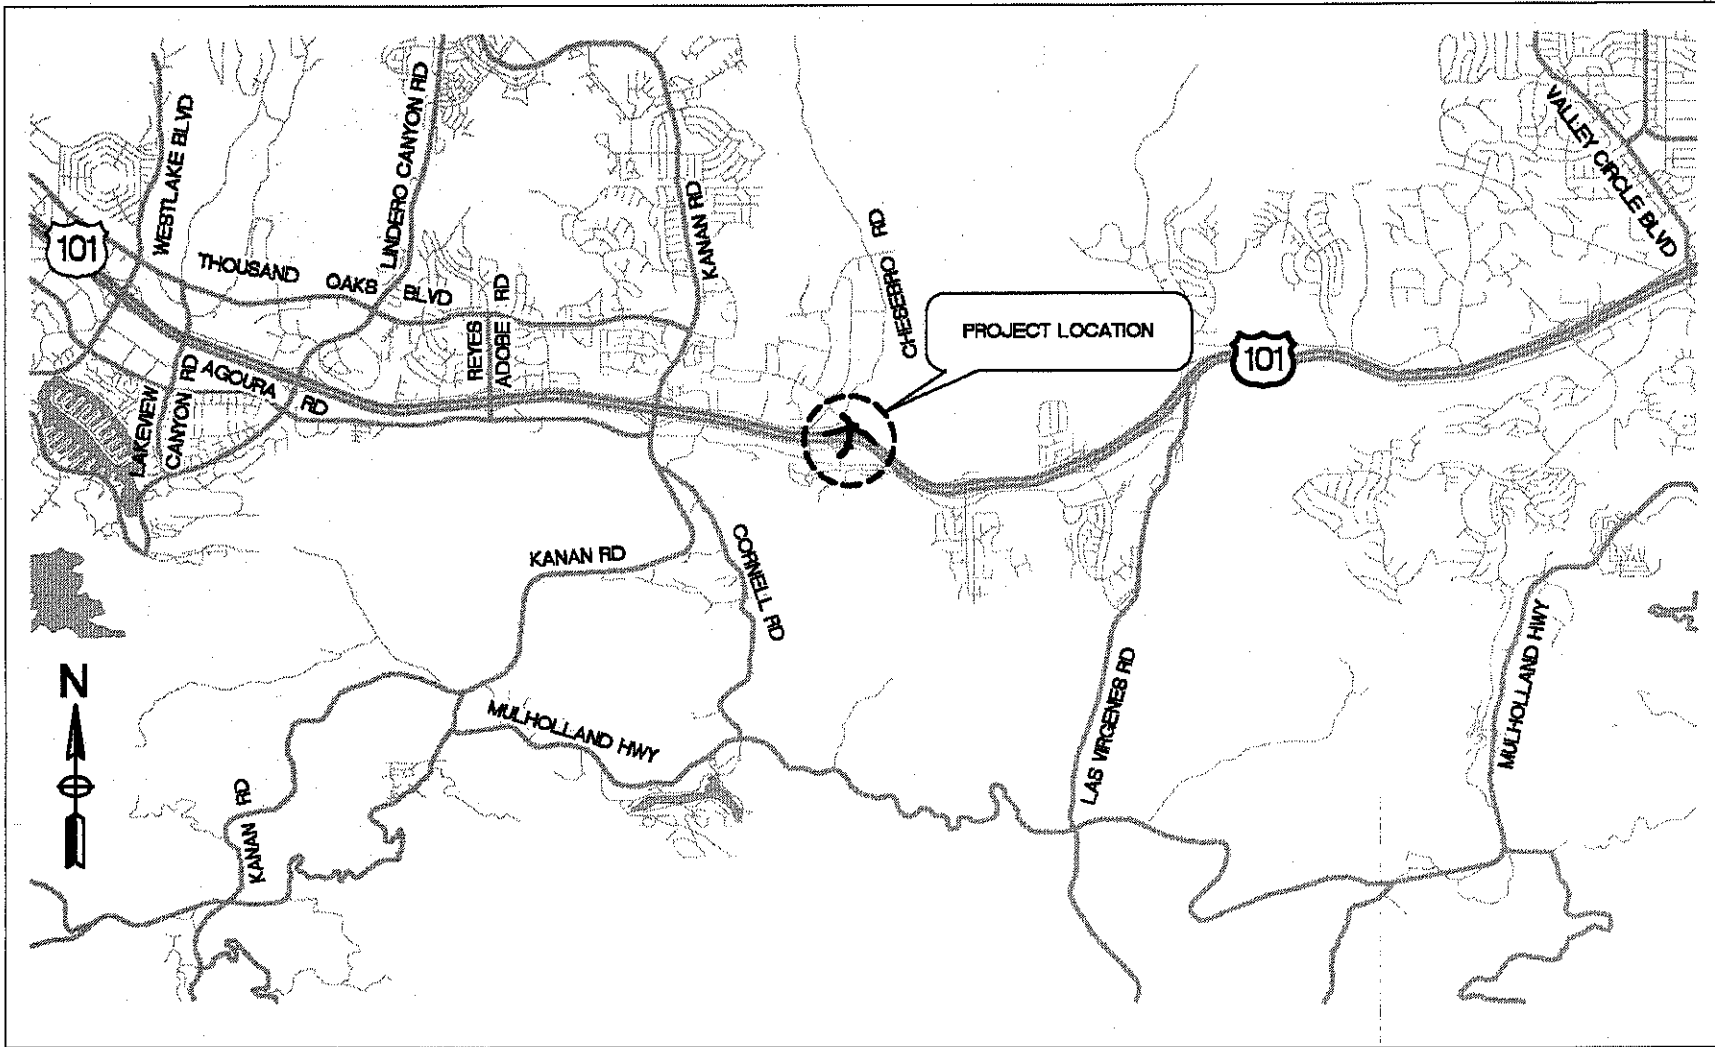 WESTLAKE BLVD
LINDERO CANYON RD
KANAN RD
VALLEY CIRCLE BLVD
101
THOUSAND OAKS BLVD
REYES
ADOBE RD
CHESEBRO RD
PROJECT LOCATION
101
AGOURA RD
LAKEVIEW
CANYON RD
KANAN RD
CORNELL RD
N
MULHOLLAND HWY
LAS VIRGENES RD
MULHOLLAND HWY
KANAN RD